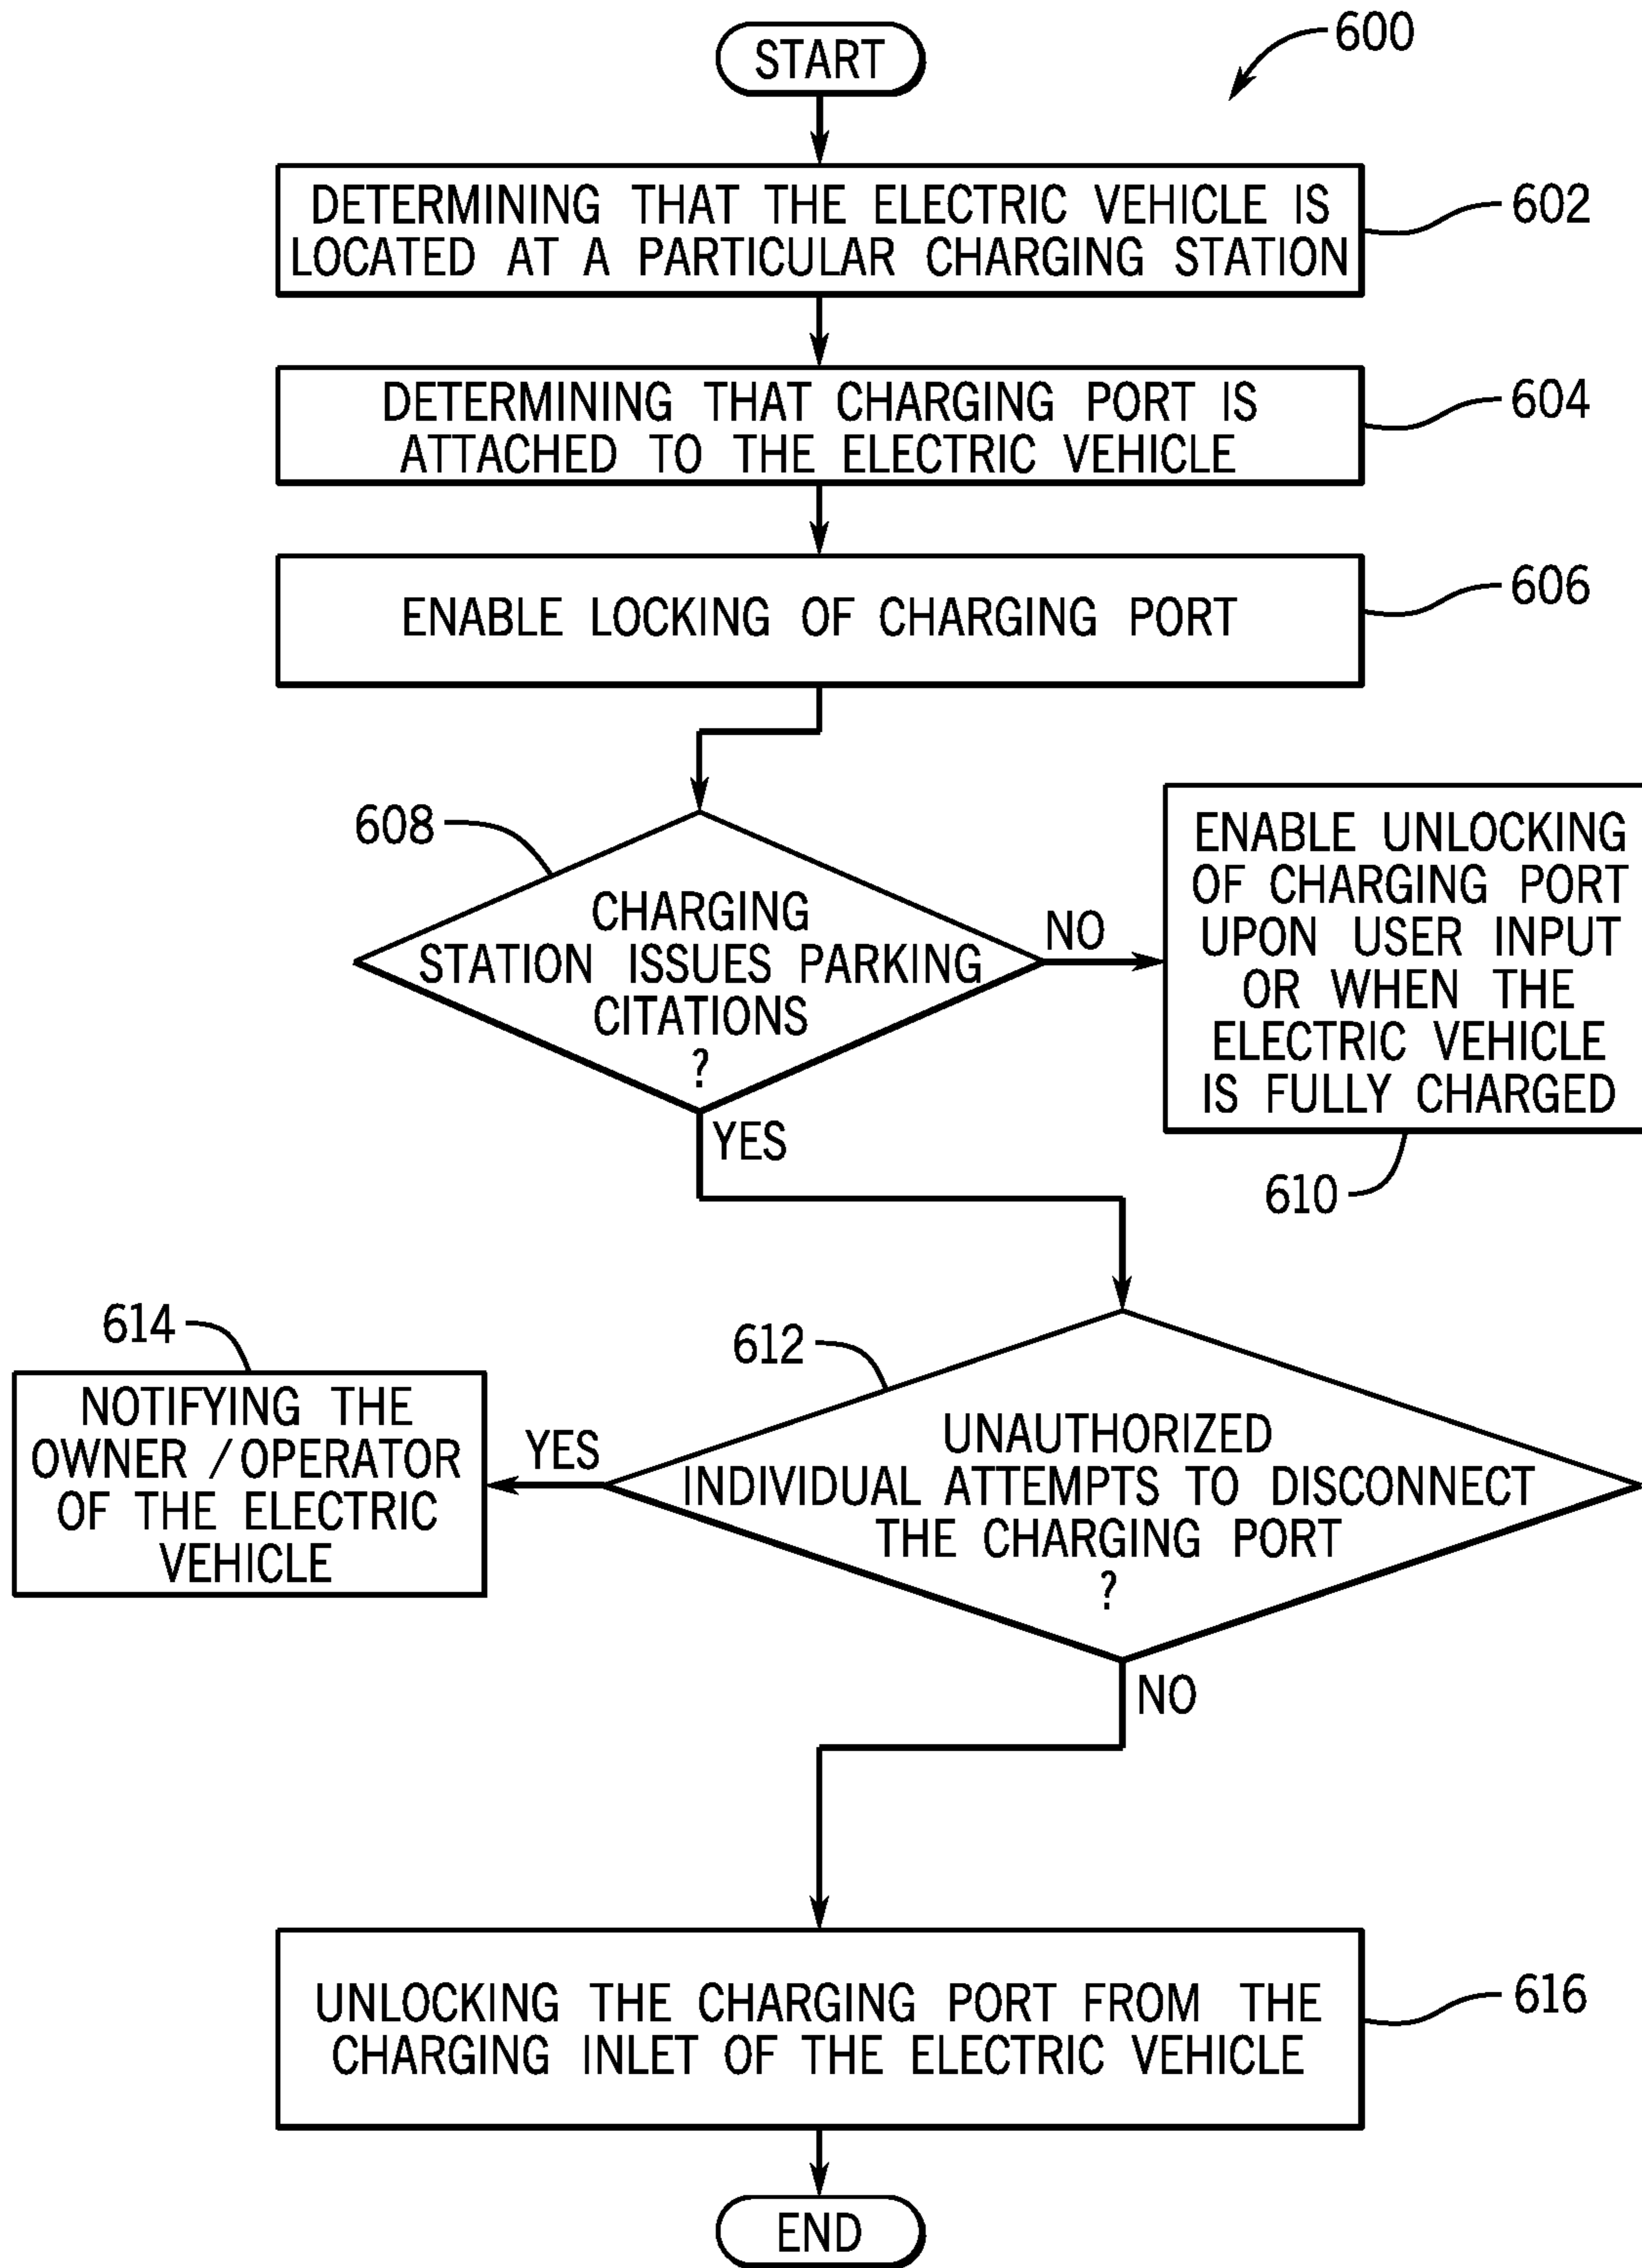 START
600
DETERMINING THAT THE ELECTRIC VEHICLE IS
LOCATED AT A PARTICULAR CHARGING STATION
602
DETERMINING THAT CHARGING PORT IS
ATTACHED TO THE ELECTRIC VEHICLE
604
ENABLE LOCKING OF CHARGING PORT
606
608
CHARGING
STATION ISSUES PARKING
CITATIONS
?
NO
ENABLE UNLOCKING
OF CHARGING PORT
UPON USER INPUT
OR WHEN THE
ELECTRIC VEHICLE
IS FULLY CHARGED
610
YES
612
UNAUTHORIZED
INDIVIDUAL ATTEMPTS TO DISCONNECT
THE CHARGING PORT
?
YES
614
NOTIFYING THE
OWNER / OPERATOR
OF THE ELECTRIC
VEHICLE
NO
UNLOCKING THE CHARGING PORT FROM THE
CHARGING INLET OF THE ELECTRIC VEHICLE
616
END